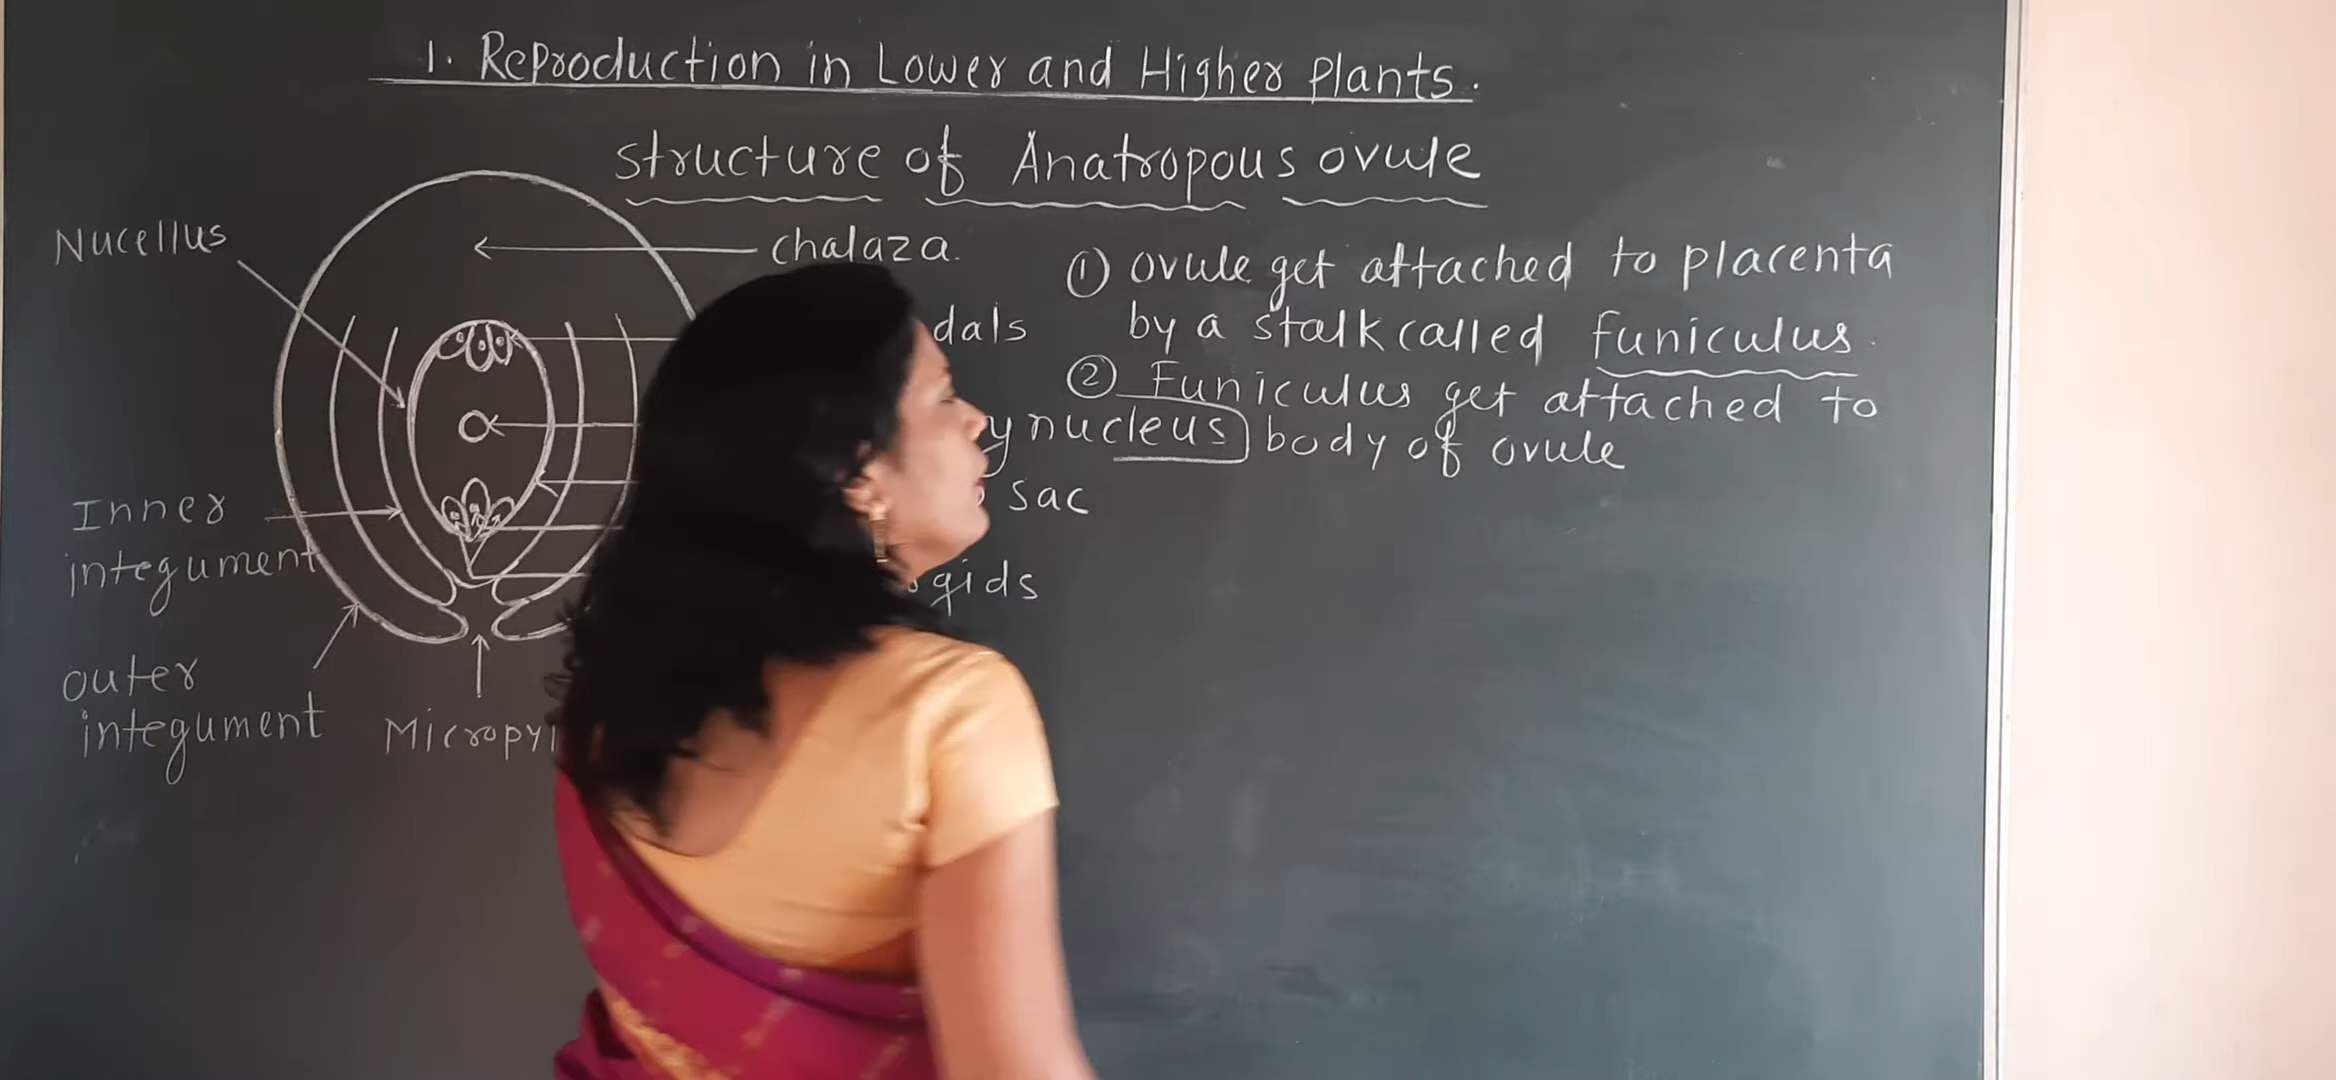 1. Reproduction in Lower and Higher plants.
structure of Anatropous ovule
Nucellus
chalaza.
dals
y nucleus
sac
gids
Inner
integument
outer
integument
Micropyl
① ovule get attached to placenta
by a stalk called funiculus.
② Funiculus get attached to
body of ovule